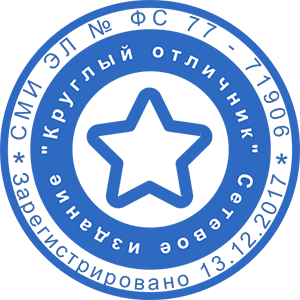 СМИ ЭЛ № ФС 77 - 71906
* Зарегистрировано 13.12.2017 *
"Круглый отличник"
Сетевое издание